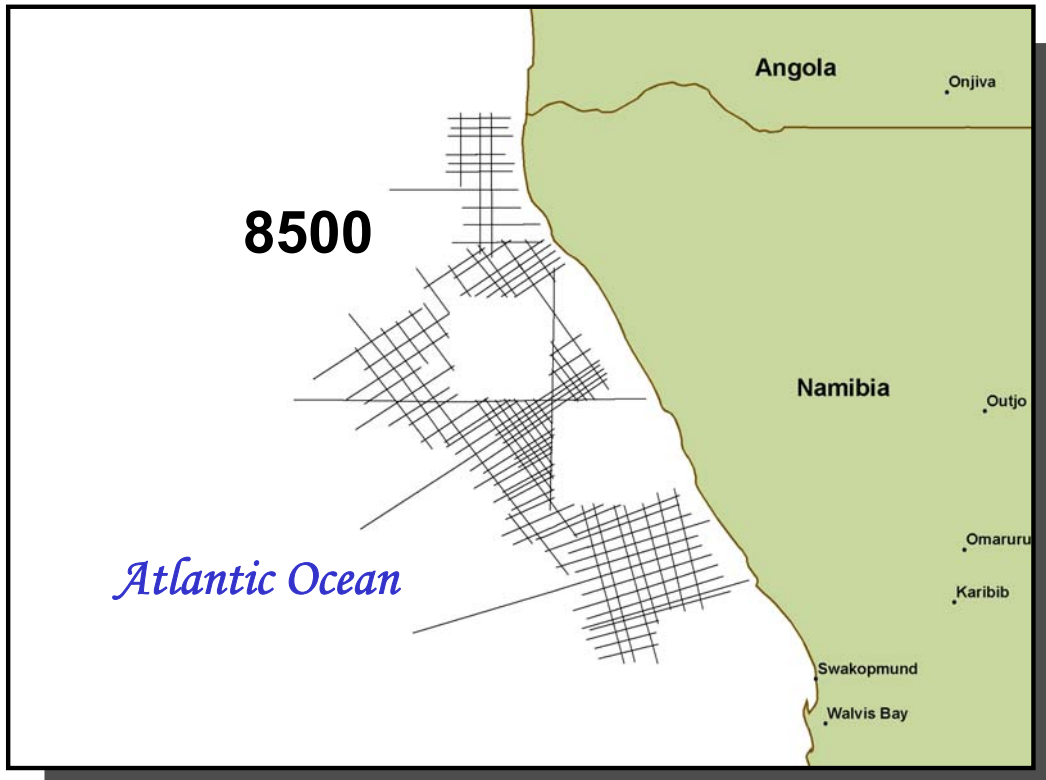 Angola
Onjiva
8500
Namibia
Outjo
Omaruru
Atlantic Ocean
Karibib
Swakopmund
Walvis Bay